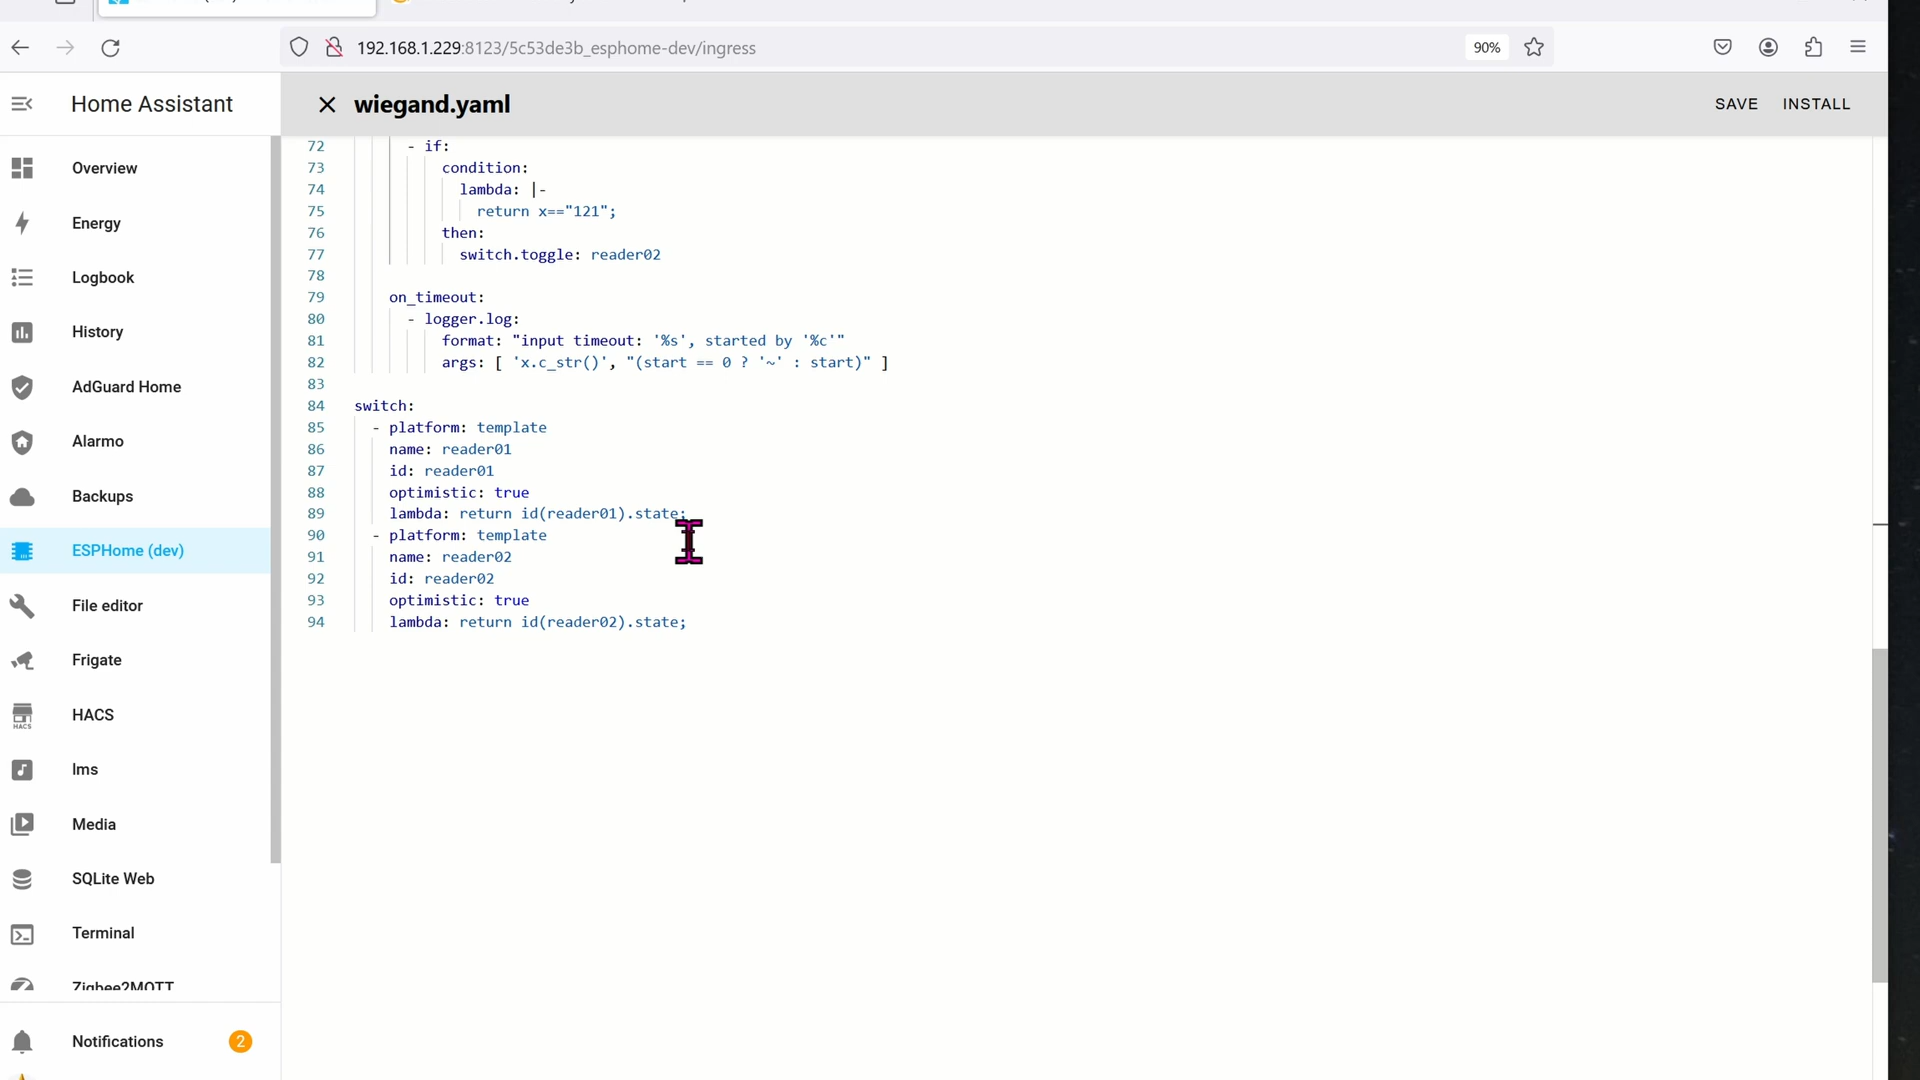 192.168.1.229:8123/5c53de3b_esphome-dev/ingress
90%
Home Assistant
wiegand.yaml
SAVE
INSTALL
Overview
Energy
Logbook
History
AdGuard Home
Alarmo
Backups
ESPHome (dev)
File editor
Frigate
HACS
HACS
lms
Media
SQLite Web
Terminal
Zigbee2MQTT
Notifications
2
72 - if:
73 condition:
74 lambda: |-
75 return x=="121";
76 then:
77 switch.toggle: reader02
78
79 on_timeout:
80 - logger.log:
81 format: "input timeout: '%s', started by '%c'"
82 args: [ 'x.c_str()', "(start == 0 ? '~' : start)" ]
83
84 switch:
85 - platform: template
86 name: reader01
87 id: reader01
88 optimistic: true
89 lambda: return id(reader01).state;
90 - platform: template
91 name: reader02
92 id: reader02
93 optimistic: true
94 lambda: return id(reader02).state;